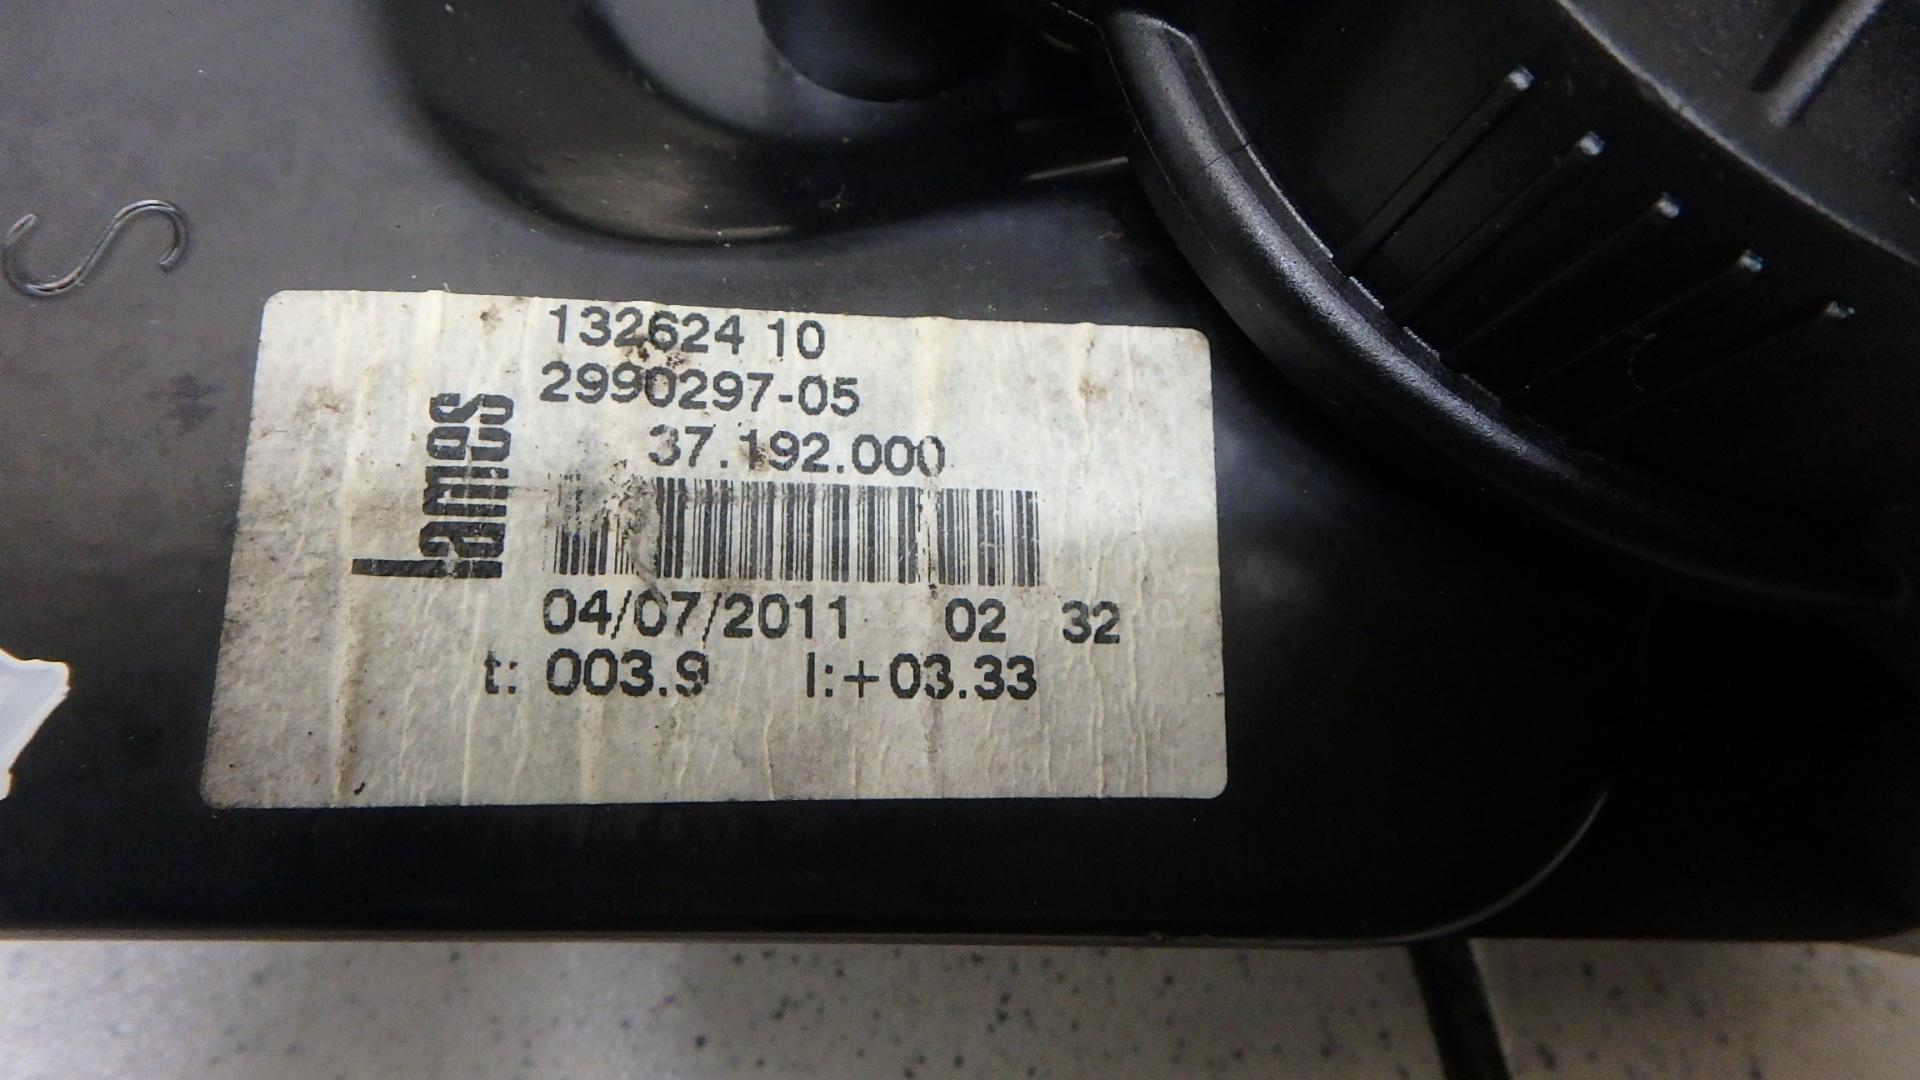 132624 10
2990297-05
37.192.000
Lames
04/07/2011 02 32
t: 003.9 l:+03.33
S